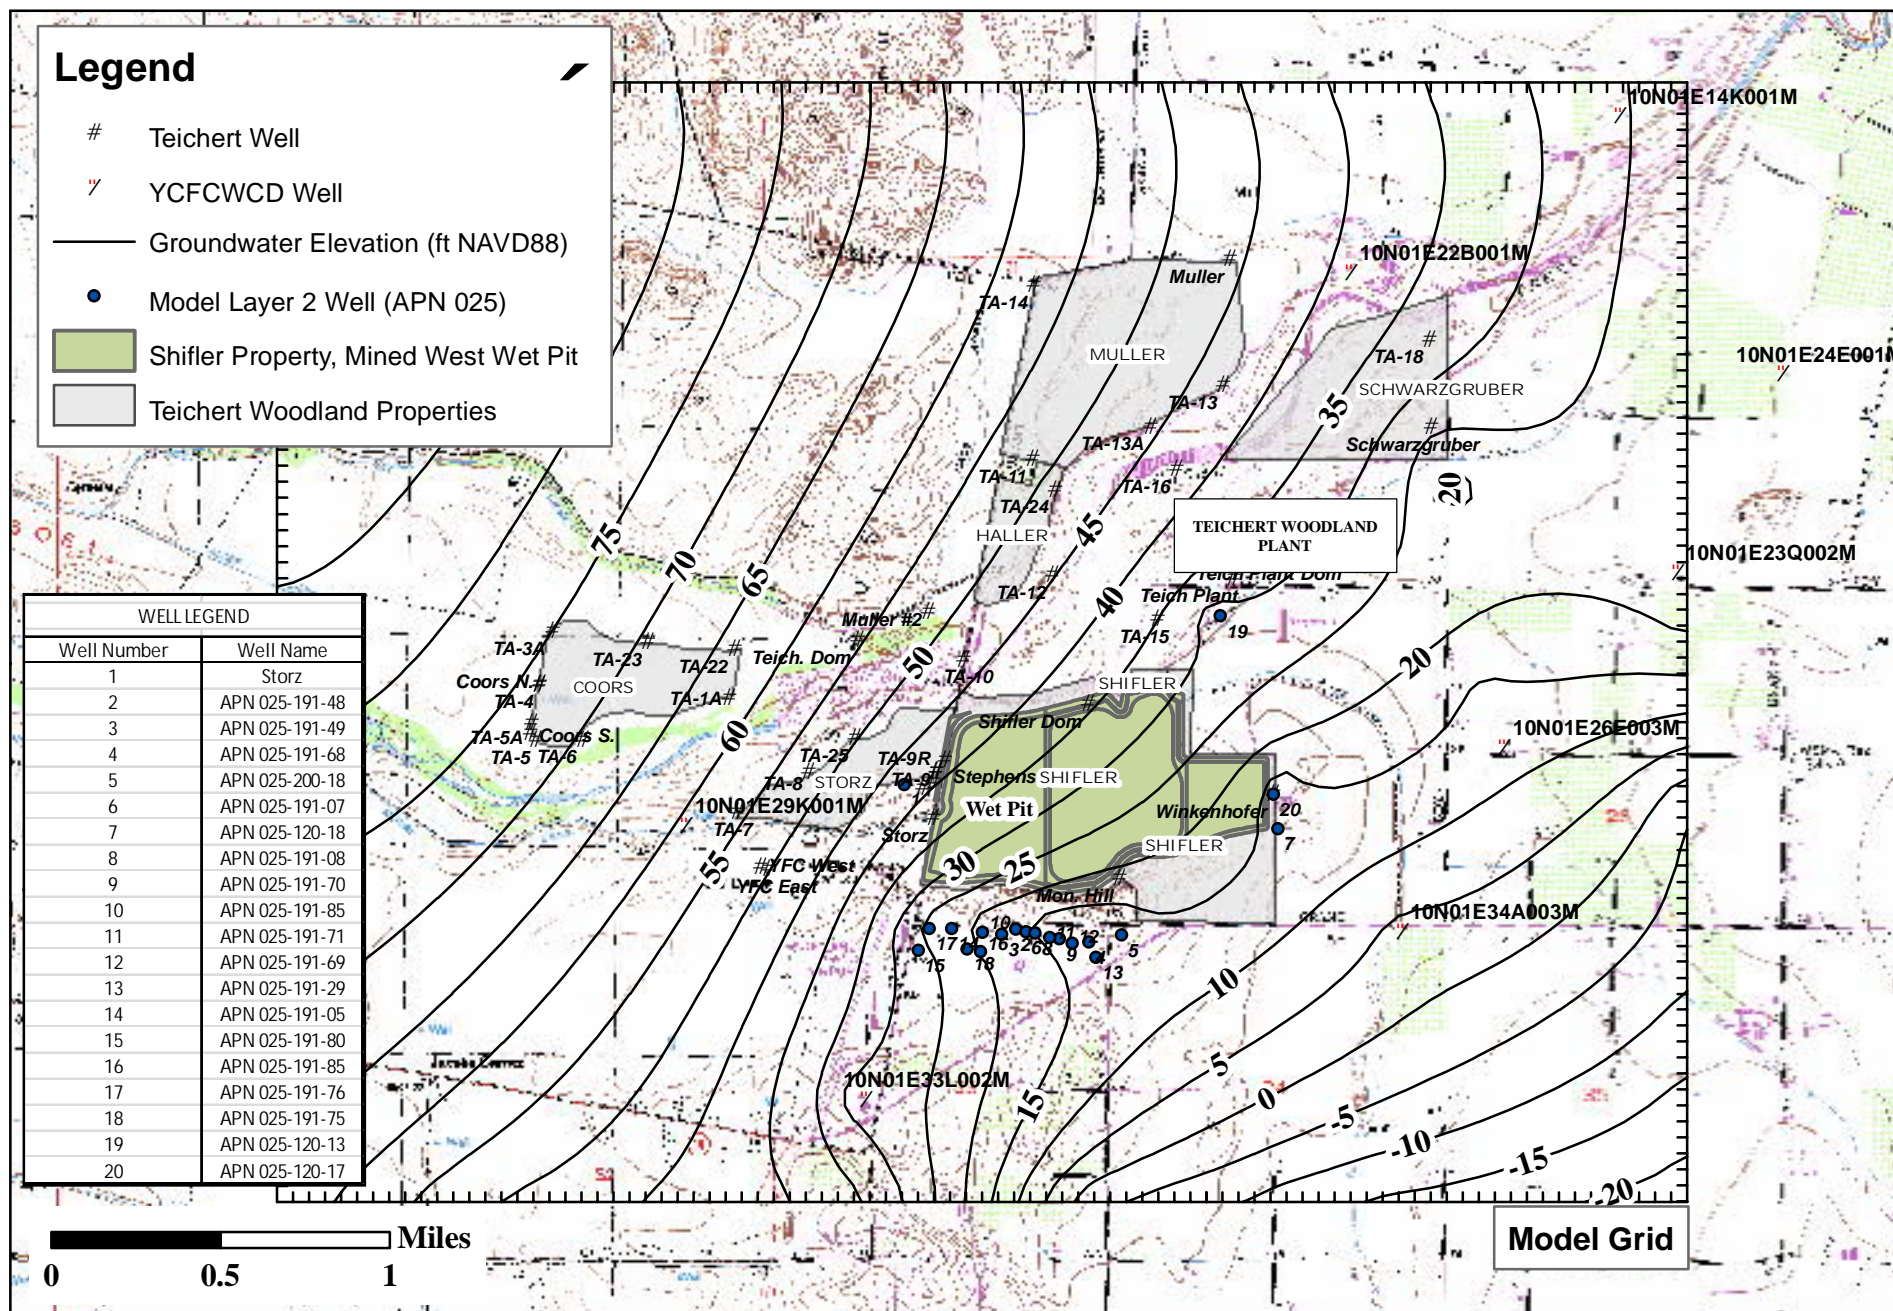 Legend
# Teichert Well
YCFCWCD Well
Groundwater Elevation (ft NAVD88)
Model Layer 2 Well (APN 025)
Shifler Property, Mined West Wet Pit
Teichert Woodland Properties
10N01E14K001M
10N01E22B001M
10N01E24E001M
10N01E23Q002M
10N01E26E003M
10N01E34A003M
10N01E33L002M
10N01E29K001M
Muller
TA-14
MULLER
TA-18
SCHWARZGRUBER
TA-13
TA-13A
Schwarzgruber
TA-11
TA-16
TA-24
HALLER
TA-12
TEICHERT WOODLAND
PLANT
Teich Plant Dom
Teich Plant
TA-15
19
75
70
65
60
55
50
45
40
35
30
25
20
20
15
10
5
0
-5
-10
-15
-20
TA-3A
TA-23
TA-22
Muller #2
Teich. Dom
Coors N.
COORS
TA-4
TA-1A
TA-5A
Coors S.
TA-5
TA-6
TA-10
SHIFLER
Shifler Dom
TA-25
TA-9R
TA-8
STORZ
TA-9
Stephens
SHIFLER
Wet Pit
Winkenhofer
20
7
TA-7
Storz
SHIFLER
YFC West
YFC East
Mon. Hill
17
14
10
16
3
2
6
8
11
12
9
4
5
15
18
13
WELL LEGEND
Well Number Well Name
1 Storz
2 APN 025-191-48
3 APN 025-191-49
4 APN 025-191-68
5 APN 025-200-18
6 APN 025-191-07
7 APN 025-120-18
8 APN 025-191-08
9 APN 025-191-70
10 APN 025-191-85
11 APN 025-191-71
12 APN 025-191-69
13 APN 025-191-29
14 APN 025-191-05
15 APN 025-191-80
16 APN 025-191-85
17 APN 025-191-76
18 APN 025-191-75
19 APN 025-120-13
20 APN 025-120-17
Miles
0 0.5 1
Model Grid